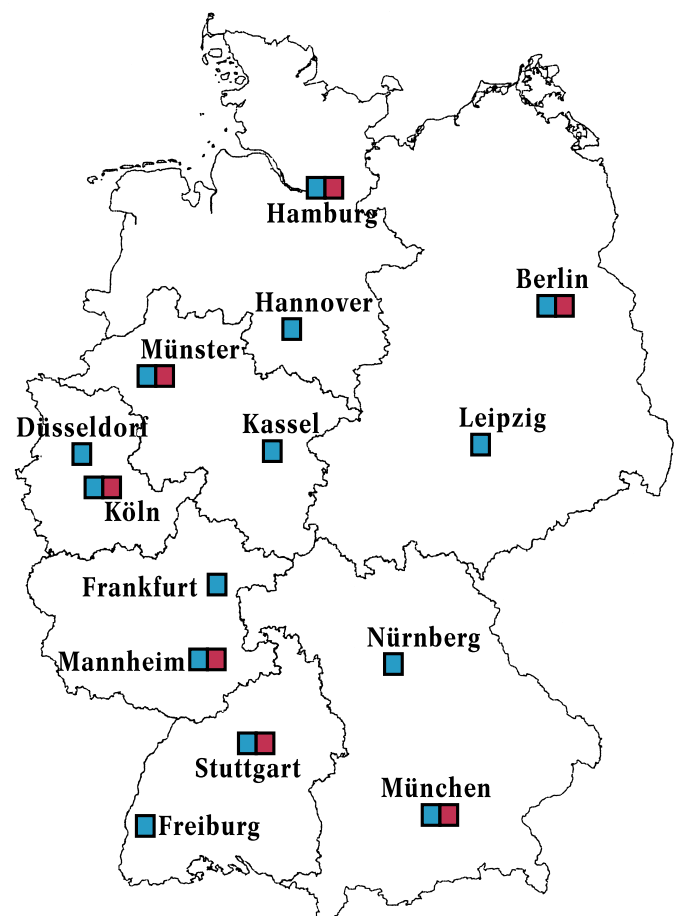 Hamburg
Berlin
Hannover
Münster
Düsseldorf
Kassel
Leipzig
Köln
Frankfurt
Nürnberg
Mannheim
Stuttgart
München
Freiburg